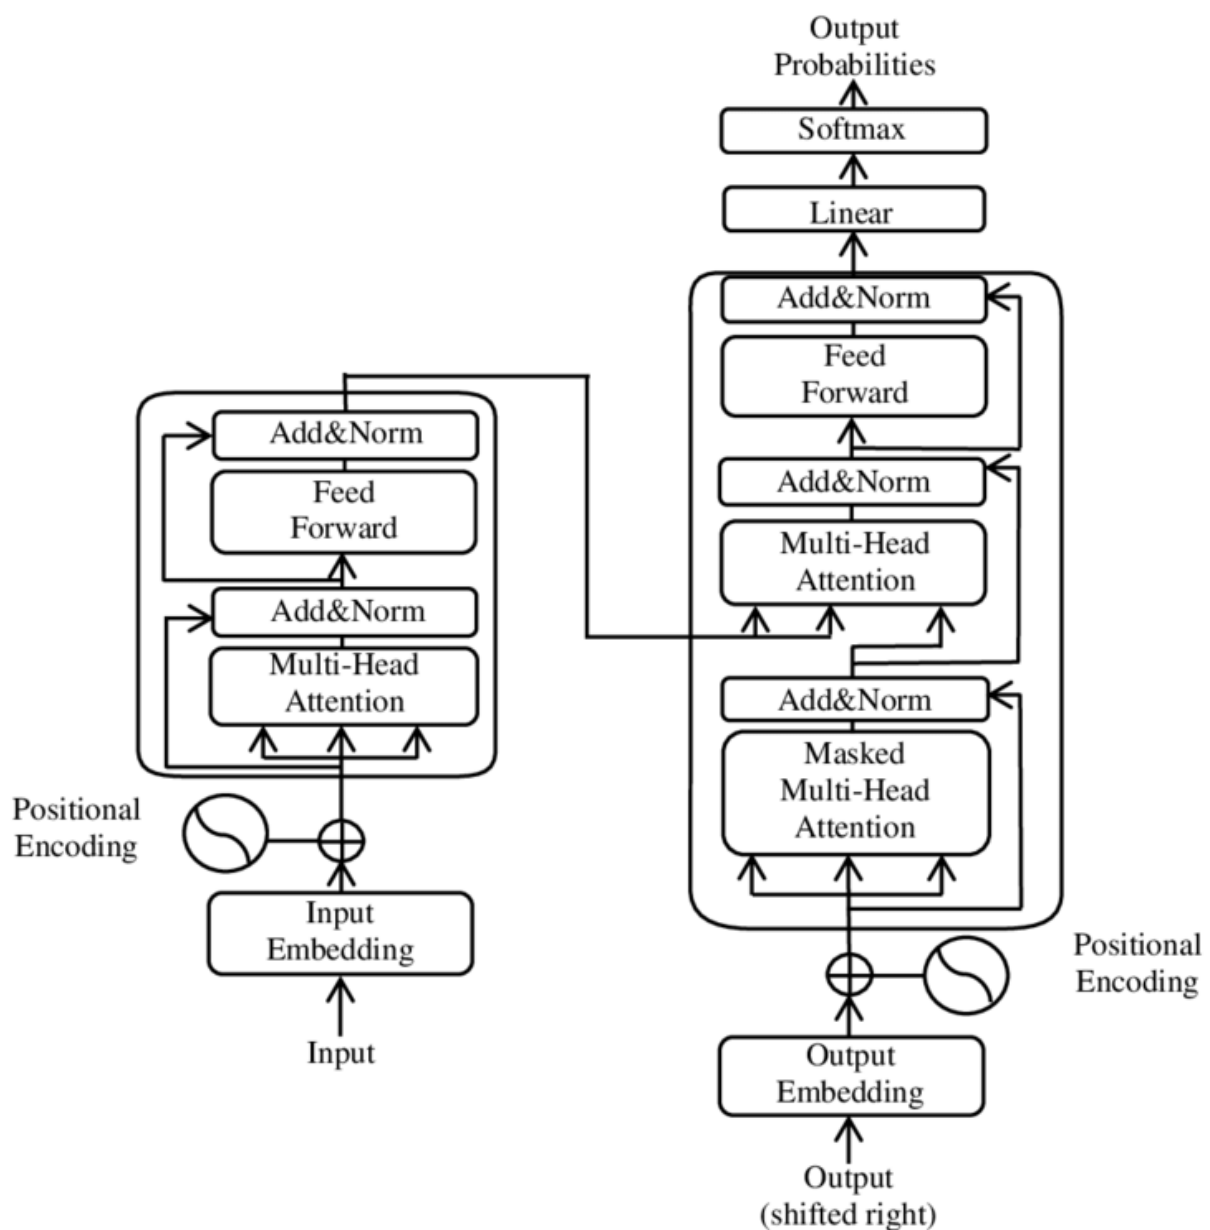 Output
Probabilities
Softmax
Linear
Add&Norm
Feed
Forward
Add&Norm
Multi-Head
Attention
Add&Norm
Masked
Multi-Head
Attention
Positional
Encoding
Output
Embedding
Output
(shifted right)
Add&Norm
Feed
Forward
Add&Norm
Multi-Head
Attention
Positional
Encoding
Input
Embedding
Input